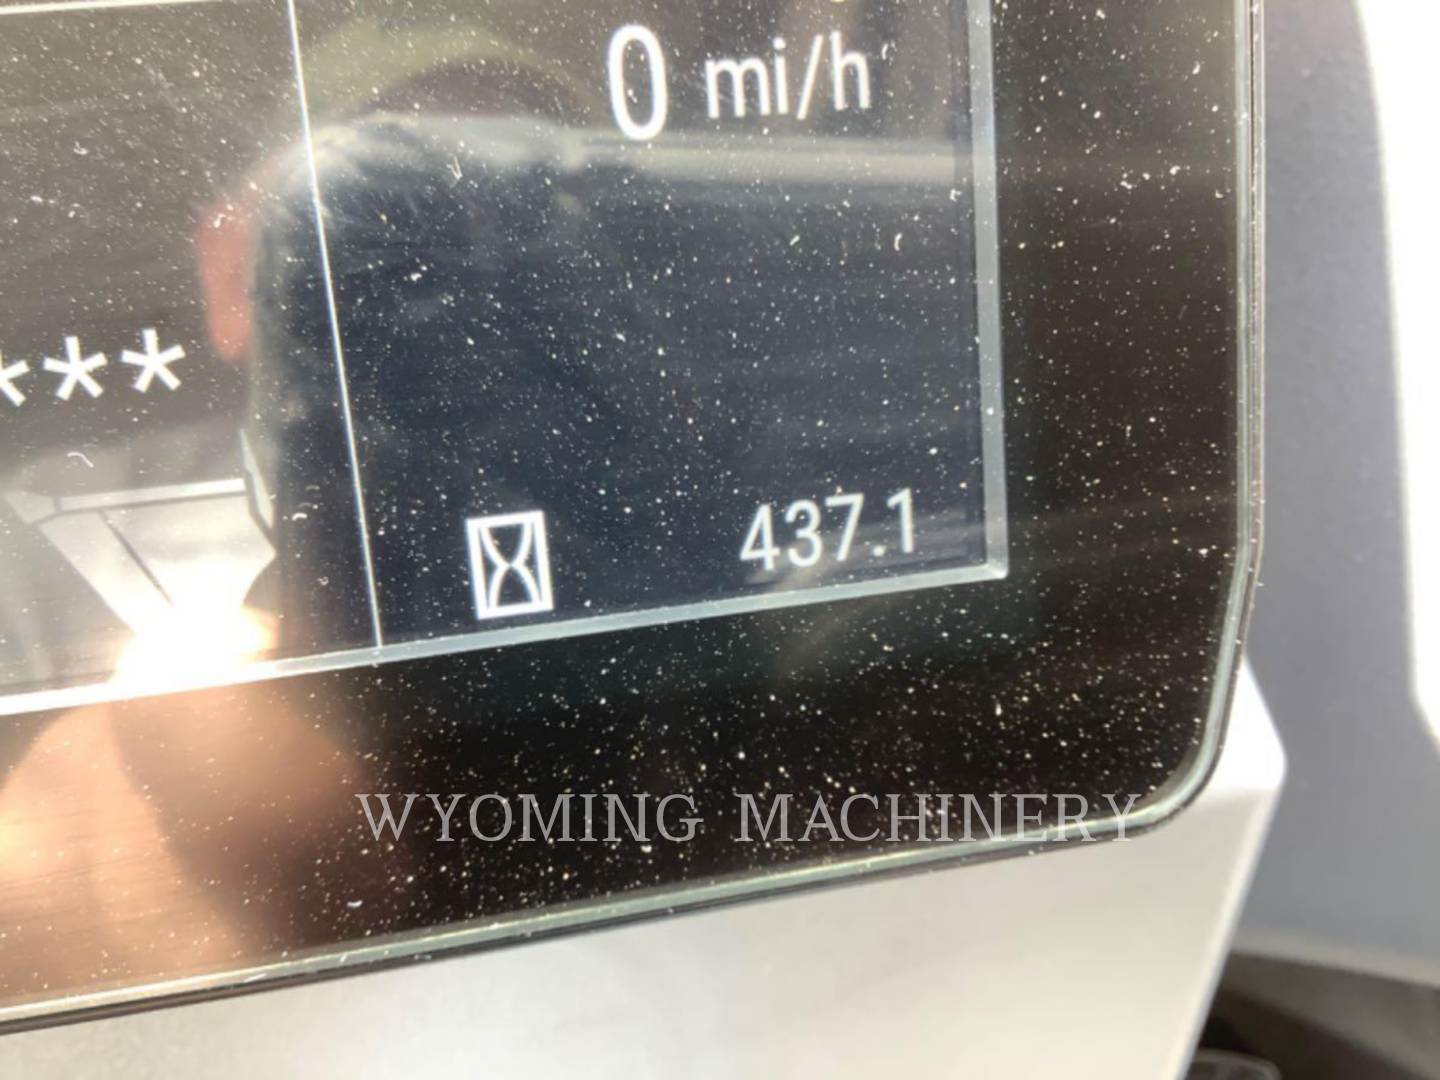 0 mi/h
***
437.1
WYOMING MACHINERY